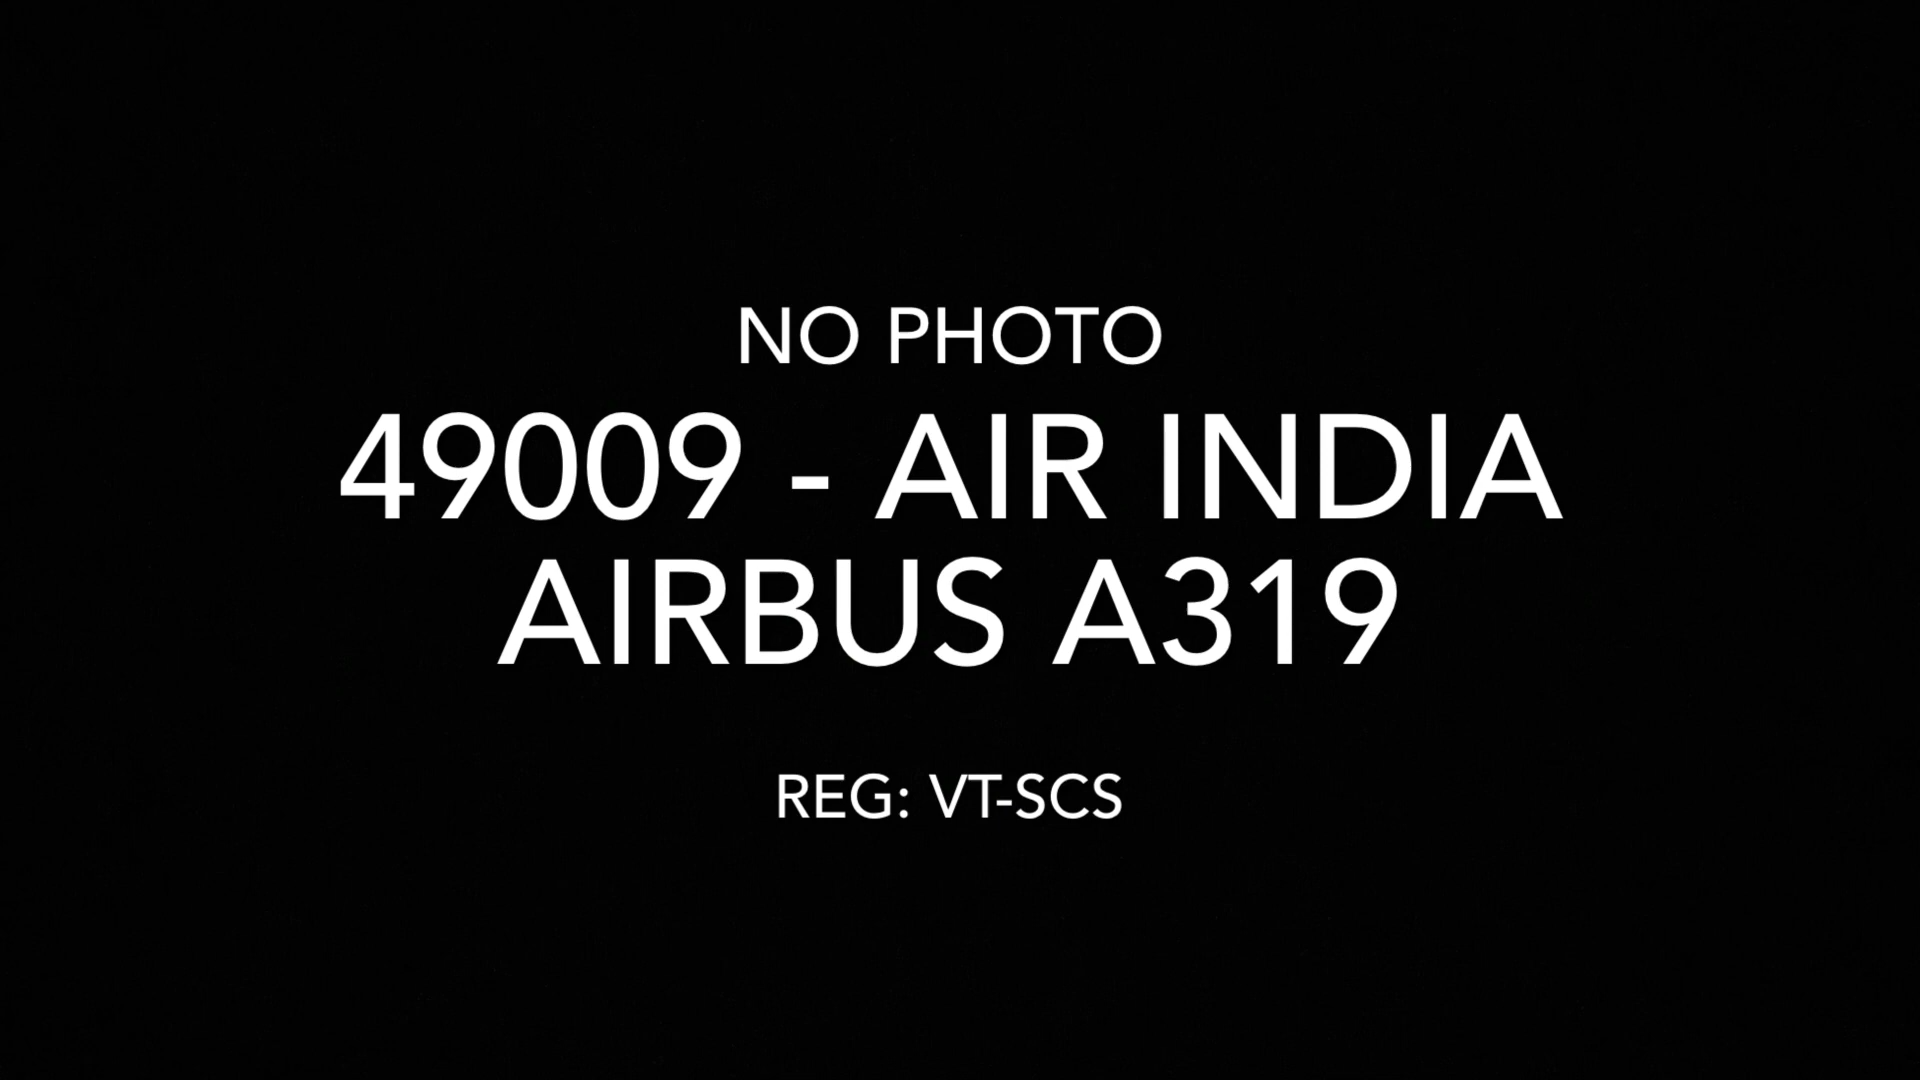 NO PHOTO
49009 - AIR INDIA
AIRBUS A319
REG: VT-SCS